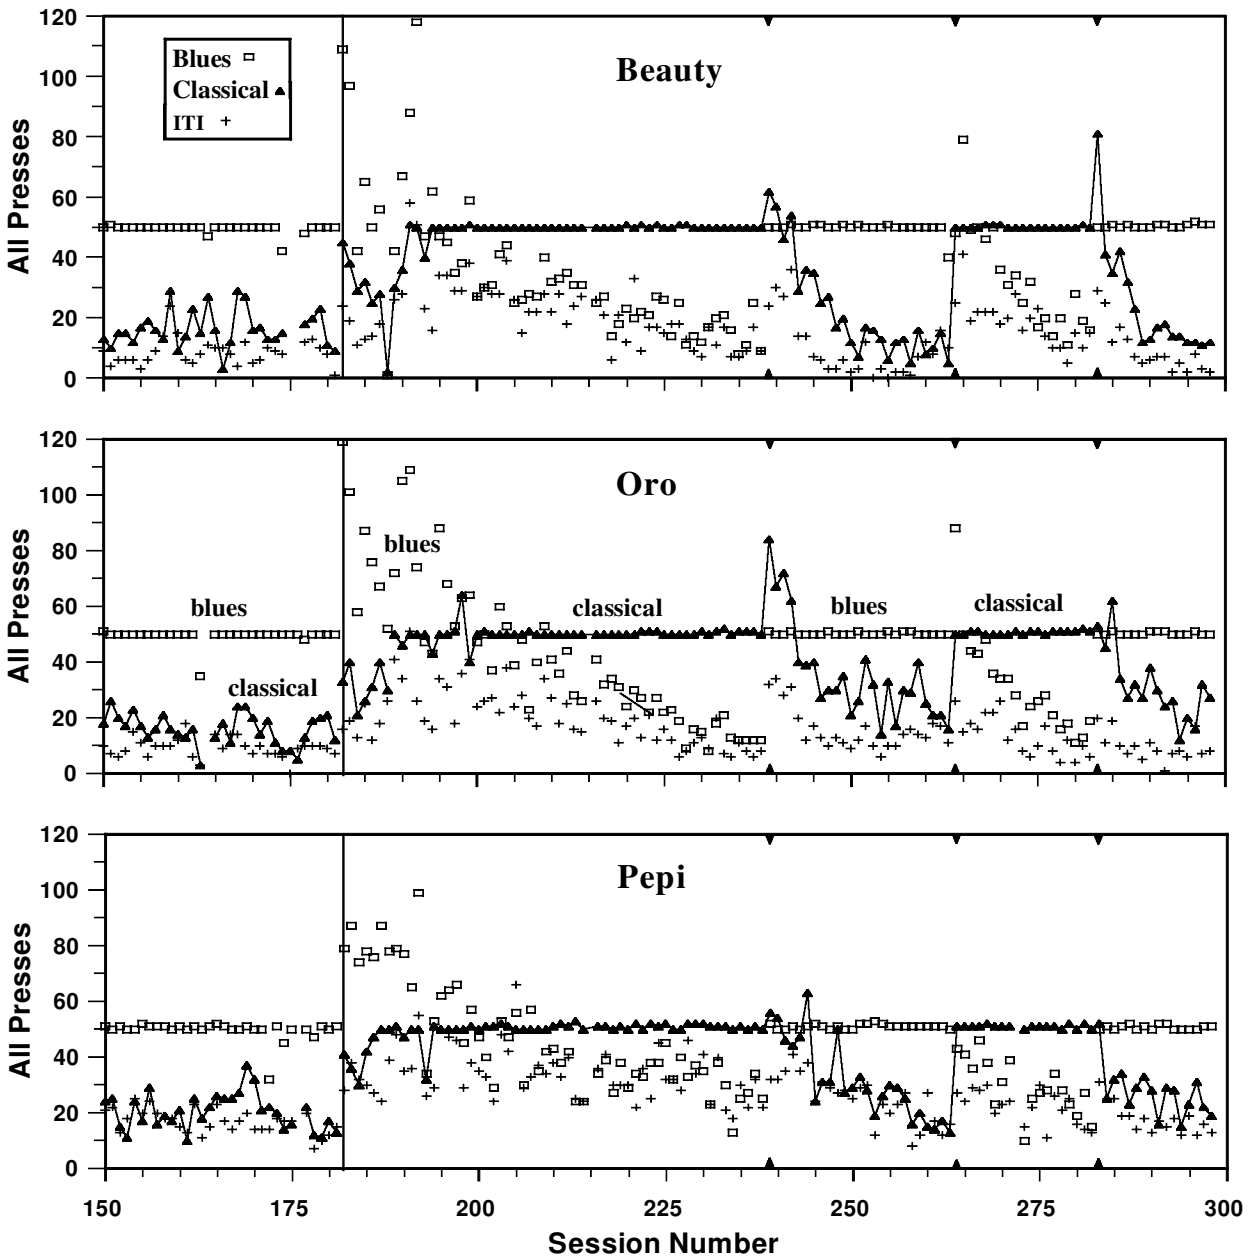 120
100
80
60
40
20
0
All Presses
Blues
Classical
ITI
Beauty
120
100
80
60
40
20
0
All Presses
Oro
blues
blues
classical
classical
blues
classical
120
100
80
60
40
20
0
All Presses
Pepi
150 175 200 225 250 275 300
Session Number